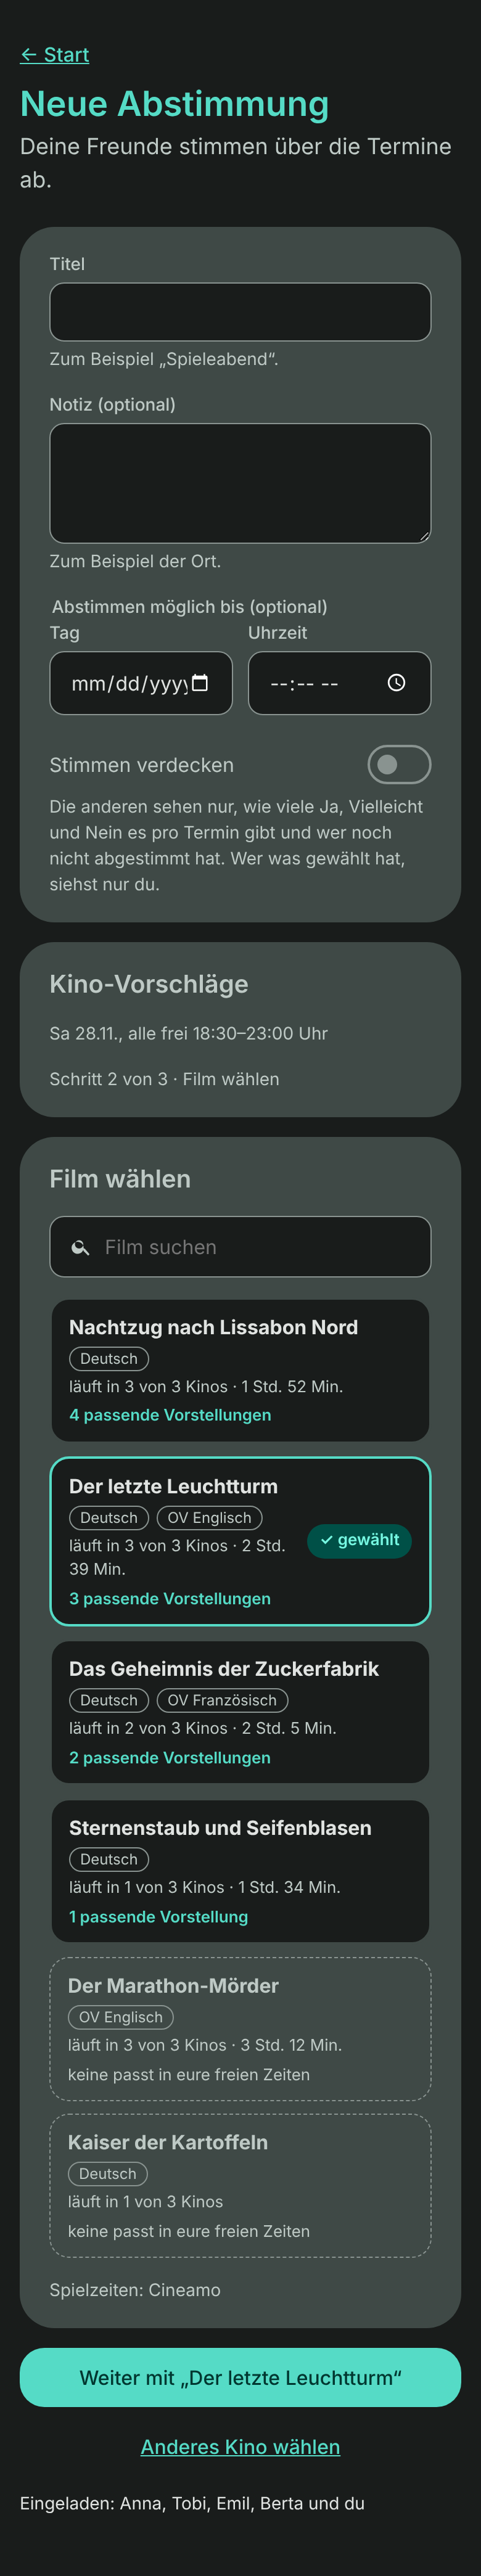 ← Start
Neue Abstimmung
Deine Freunde stimmen über die Termine
ab.
Titel
Zum Beispiel „Spieleabend“.
Notiz (optional)
Zum Beispiel der Ort.
Abstimmen möglich bis (optional)
Tag
Uhrzeit
mm/dd/yyyy
--:-- --
Stimmen verdecken
Die anderen sehen nur, wie viele Ja, Vielleicht
und Nein es pro Termin gibt und wer noch
nicht abgestimmt hat. Wer was gewählt hat,
siehst nur du.
Kino-Vorschläge
Sa 28.11., alle frei 18:30–23:00 Uhr
Schritt 2 von 3 · Film wählen
Film wählen
Film suchen
Nachtzug nach Lissabon Nord
Deutsch
läuft in 3 von 3 Kinos · 1 Std. 52 Min.
4 passende Vorstellungen
Der letzte Leuchtturm
Deutsch
OV Englisch
läuft in 3 von 3 Kinos · 2 Std.
39 Min.
✓ gewählt
3 passende Vorstellungen
Das Geheimnis der Zuckerfabrik
Deutsch
OV Französisch
läuft in 2 von 3 Kinos · 2 Std. 5 Min.
2 passende Vorstellungen
Sternenstaub und Seifenblasen
Deutsch
läuft in 1 von 3 Kinos · 1 Std. 34 Min.
1 passende Vorstellung
Der Marathon-Mörder
OV Englisch
läuft in 3 von 3 Kinos · 3 Std. 12 Min.
keine passt in eure freien Zeiten
Kaiser der Kartoffeln
Deutsch
läuft in 1 von 3 Kinos
keine passt in eure freien Zeiten
Spielzeiten: Cineamo
Weiter mit „Der letzte Leuchtturm“
Anderes Kino wählen
Eingeladen: Anna, Tobi, Emil, Berta und du